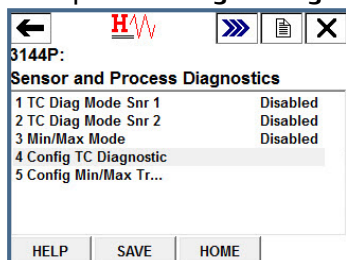 H
3144P:
Sensor and Process Diagnostics
1 TC Diag Mode Snr 1 Disabled
2 TC Diag Mode Snr 2 Disabled
3 Min/Max Mode Disabled
4 Config TC Diagnostic
5 Config Min/Max Tr...
HELP SAVE HOME